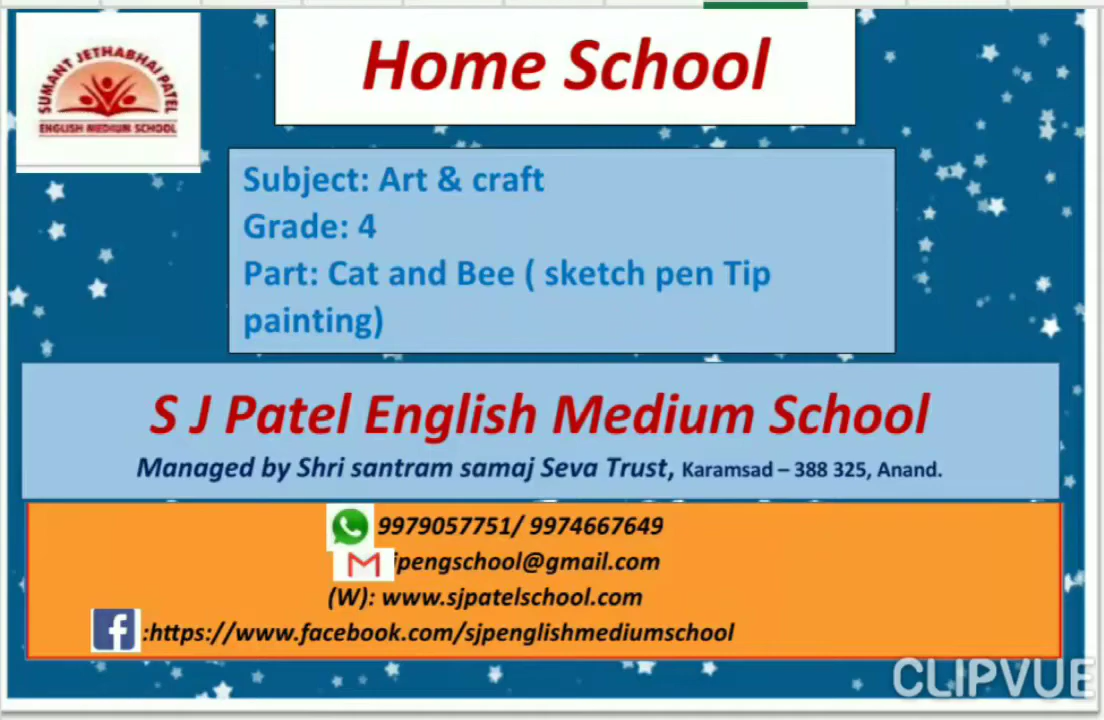 SUMANT JETHABHAI PATEL
ENGLISH MEDIUM SCHOOL
Home School
Subject: Art & craft
Grade: 4
Part: Cat and Bee ( sketch pen Tip
painting)
S J Patel English Medium School
Managed by Shri santram samaj Seva Trust, Karamsad – 388 325, Anand.
9979057751/ 9974667649
jpengschool@gmail.com
(W): www.sjpatelschool.com
:https://www.facebook.com/sjpenglishmediumschool
CLIPVUE